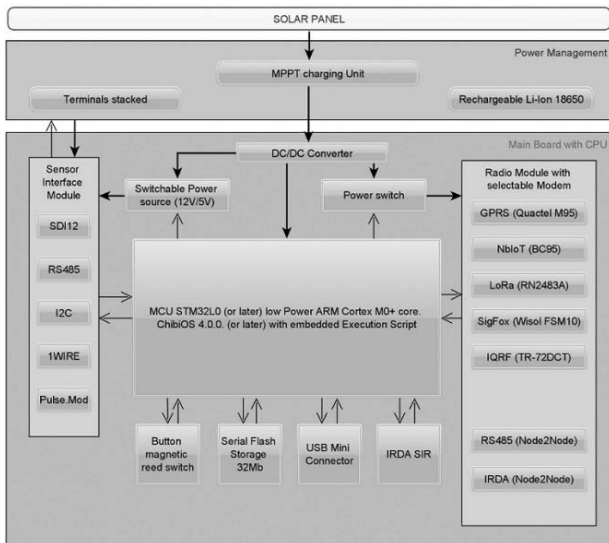 SOLAR PANEL
Power Management
MPPT charging Unit
Terminals stacked
Rechargeable Li-Ion 18650
Main Board with CPU
DC/DC Converter
Sensor
Interface
Module
SDI12
RS485
I2C
1WIRE
Pulse.Mod
Switchable Power
source (12V/5V)
Power switch
Radio Module with
selectable Modem
GPRS (Quactel M95)
NbIoT (BC95)
LoRa (RN2483A)
SigFox (Wisol FSM10)
IQRF (TR-72DCT)
RS485 (Node2Node)
IRDA (Node2Node)
MCU STM32L0 (or later) low Power ARM Cortex M0+ core.
ChibiOS 4.0.0. (or later) with embedded Execution Script
Button
magnetic
reed switch
Serial Flash
Storage
32Mb
USB Mini
Connector
IRDA SIR